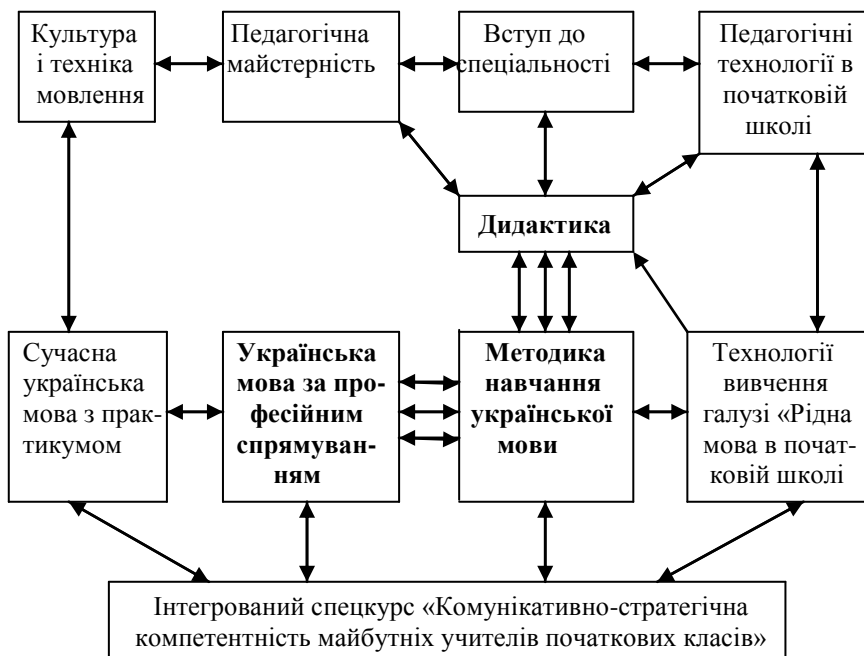 Культура
і техніка
мовлення
Педагогічна
майстерність
Вступ до
спеціальності
Педагогічні
технології в
початковій
школі
Дидактика
Сучасна
українська
мова з прак-
тикумом
Українська
мова за про-
фесійним
спрямуван-
ням
Методика
навчання
української
мови
Технології
вивчення
галузі «Рідна
мова в почат-
ковій школі
Інтегрований спецкурс «Комунікативно-стратегічна
компетентність майбутніх учителів початкових класів»